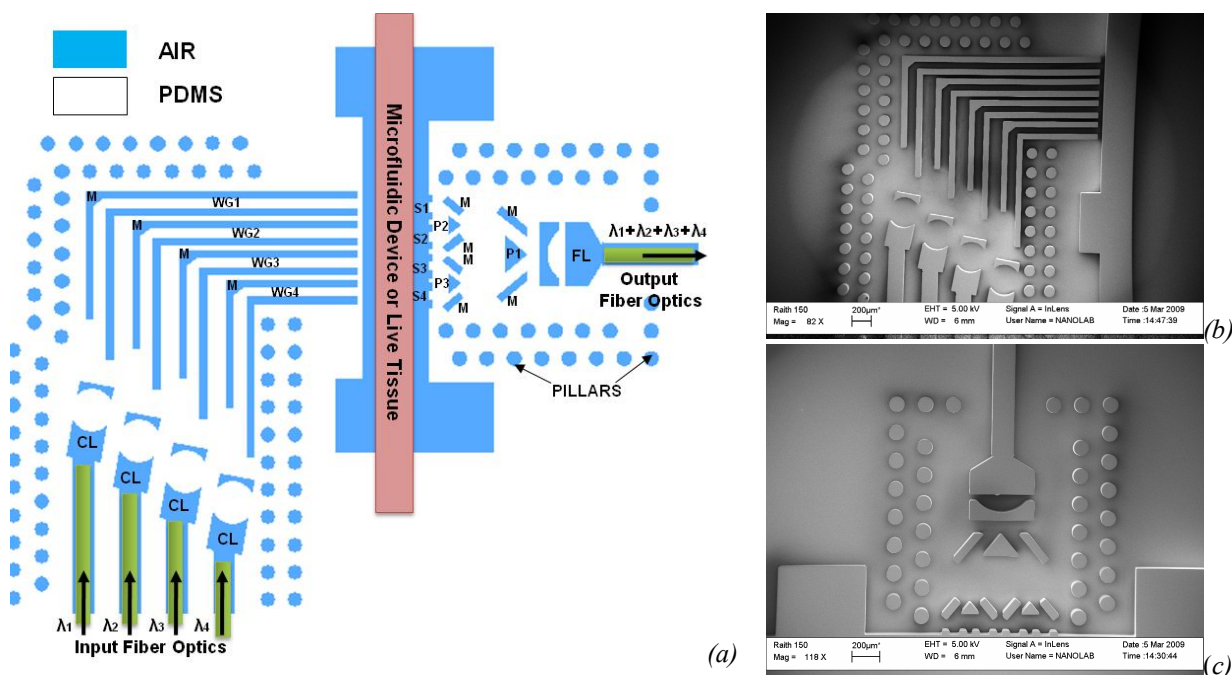 AIR
PDMS
Microfluidic Device or Live Tissue
M
WG1
M
WG2
M
WG3
M
WG4
S1
S2
S3
S4
M
P2
M
M
P3
M
M
P1
M
FL
λ1+λ2+λ3+λ4
Output
Fiber Optics
PILLARS
CL
CL
CL
CL
λ1
λ2
λ3
λ4
Input Fiber Optics
(a)
Raith 150
Mag = 82 X
200µm*
EHT = 5.00 kV
WD = 6 mm
Signal A = InLens
User Name = NANOLAB
Date :5 Mar 2009
Time :14:47:39
(b)
Raith 150
Mag = 118 X
200µm*
EHT = 5.00 kV
WD = 6 mm
Signal A = InLens
User Name = NANOLAB
Date :5 Mar 2009
Time :14:30:44
(c)